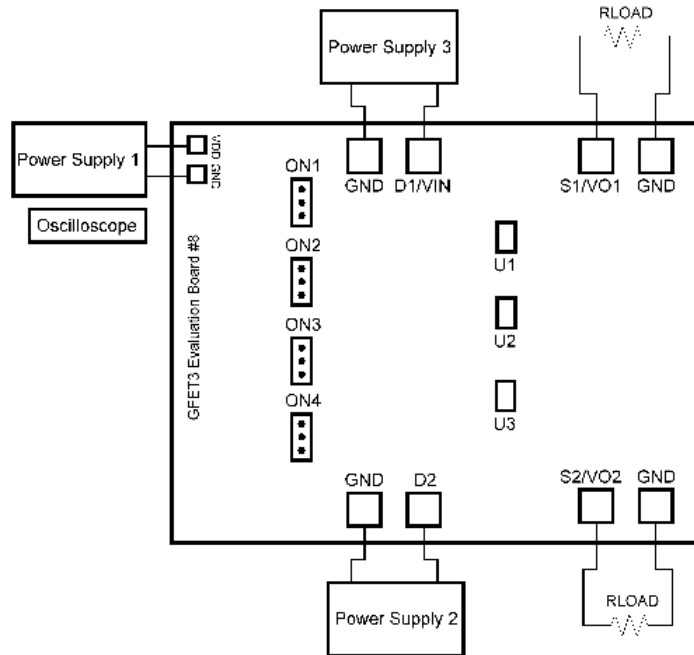 RLOAD
Power Supply 3
Power Supply 1
VDD
GND
Oscilloscope
GFET3 Evaluation Board #8
ON1
ON2
ON3
ON4
GND D1/VIN
S1/VO1 GND
U1
U2
U3
GND D2
S2/VO2 GND
Power Supply 2
RLOAD